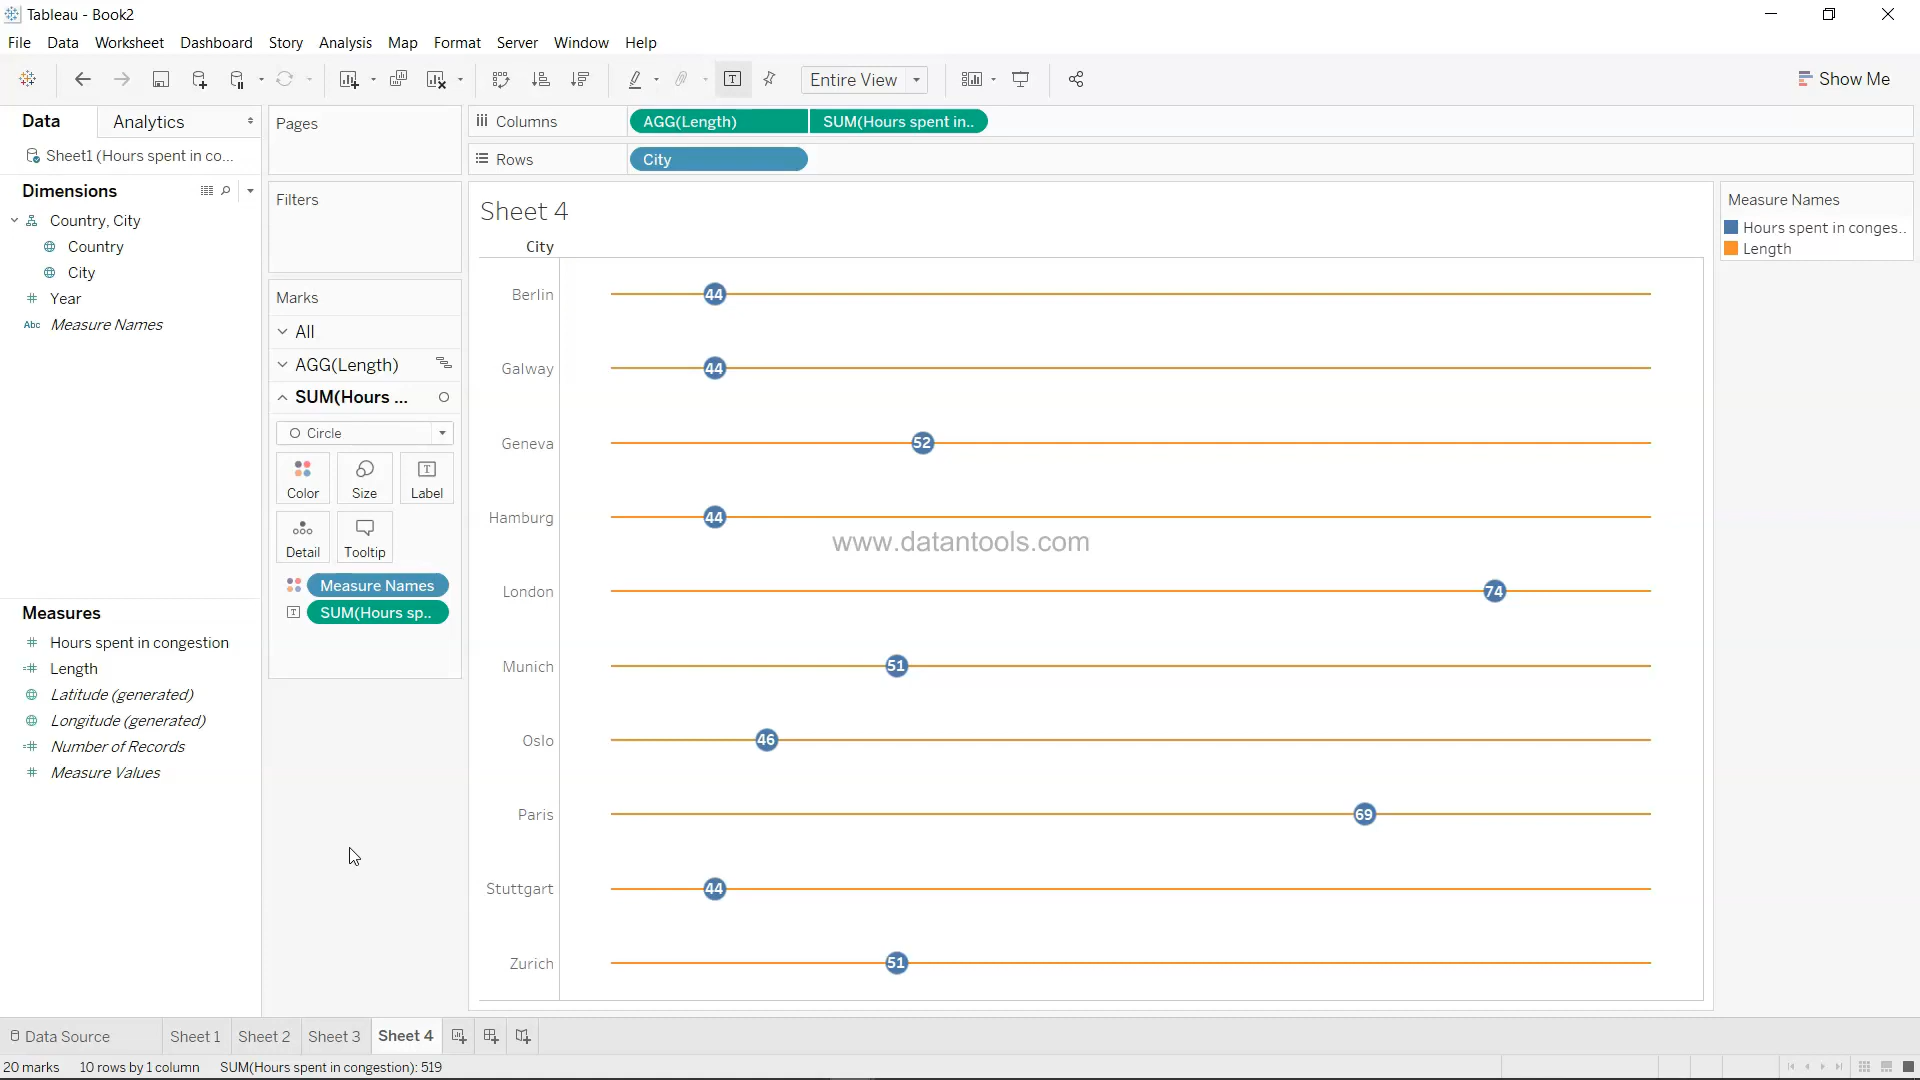 Tableau - Book2
File Data Worksheet Dashboard Story Analysis Map Format Server Window Help
Entire View
Show Me
Data Analytics
Sheet1 (Hours spent in co...
Dimensions
Country, City
Country
City
# Year
Abc Measure Names
Measures
# Hours spent in congestion
# Length
Latitude (generated)
Longitude (generated)
# Number of Records
# Measure Values
Pages
Filters
Marks
All
AGG(Length)
SUM(Hours ...
Circle
Color Size Label
Detail Tooltip
Measure Names
SUM(Hours sp..
Columns AGG(Length) SUM(Hours spent in..
Rows City
Sheet 4
City
Berlin 44
Galway 44
Geneva 52
Hamburg 44
www.datantools.com
London 74
Munich 51
Oslo 46
Paris 69
Stuttgart 44
Zurich 51
Measure Names
Hours spent in conges..
Length
Data Source Sheet 1 Sheet 2 Sheet 3 Sheet 4
20 marks 10 rows by 1 column SUM(Hours spent in congestion): 519